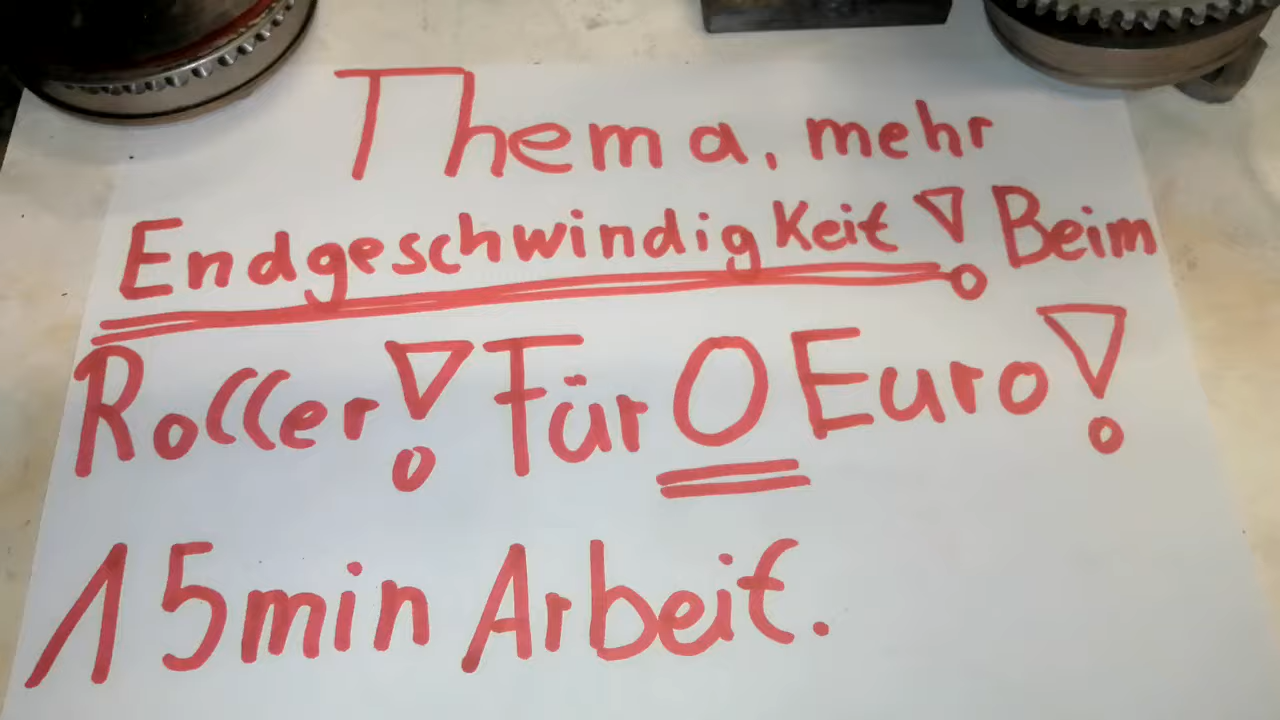 Thema, mehr
Endgeschwindigkeit! Beim
Roller! Für 0 Euro!
15min Arbeit.